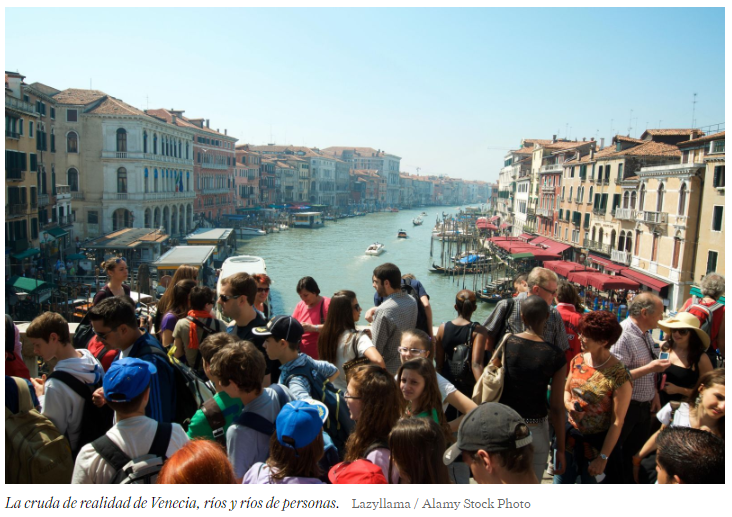 La cruda de realidad de Venecia, ríos y ríos de personas. Lazyllama / Alamy Stock Photo